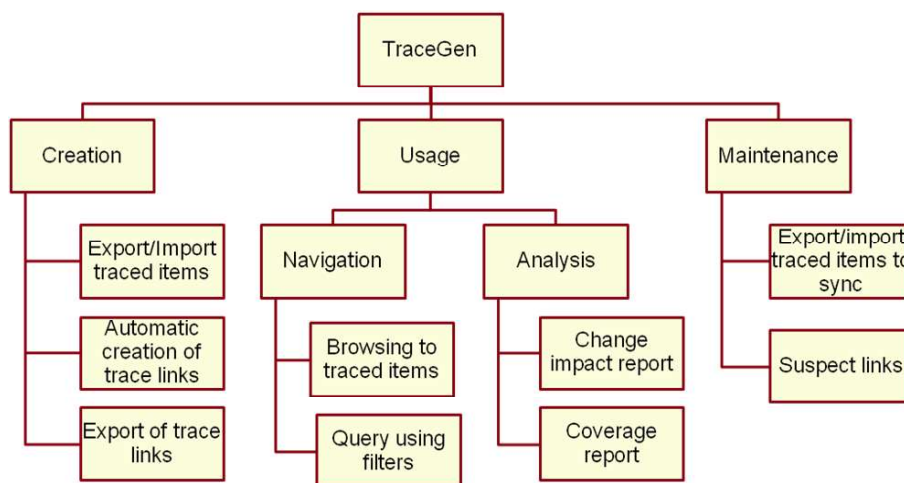 TraceGen
Creation
Usage
Maintenance
Export/Import
traced items
Automatic
creation of
trace links
Export of trace
links
Navigation
Analysis
Browsing to
traced items
Query using
filters
Change
impact report
Coverage
report
Export/import
traced items to
sync
Suspect links